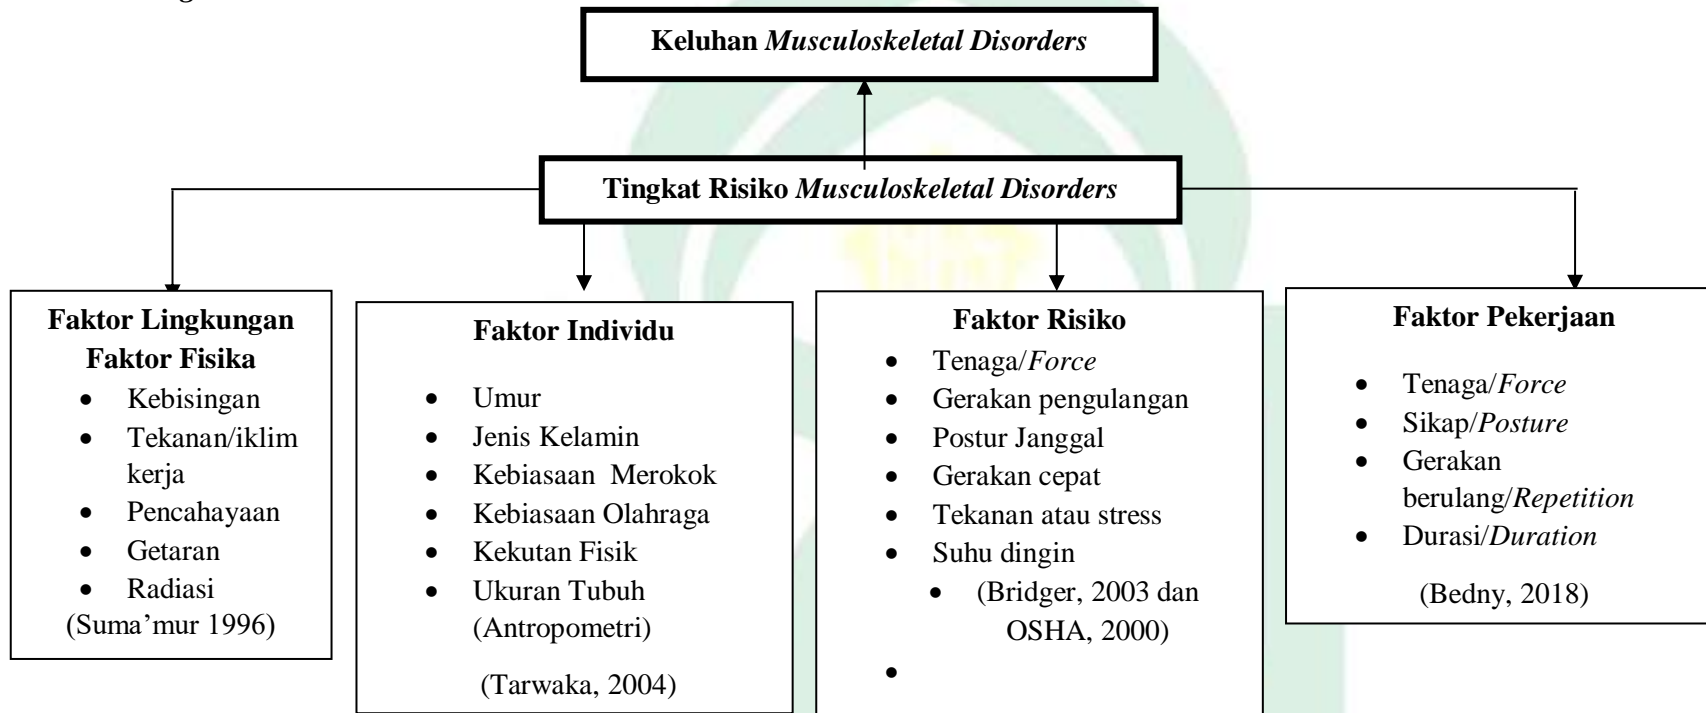 Keluhan Musculoskeletal Disorders
Tingkat Risiko Musculoskeletal Disorders
Faktor Lingkungan
Faktor Fisika
• Kebisingan
• Tekanan/iklim
kerja
• Pencahayaan
• Getaran
• Radiasi
(Suma’mur 1996)
Faktor Individu
• Umur
• Jenis Kelamin
• Kebiasaan Merokok
• Kebiasaan Olahraga
• Kekutan Fisik
• Ukuran Tubuh
(Antropometri)
(Tarwaka, 2004)
Faktor Risiko
• Tenaga/Force
• Gerakan pengulangan
• Postur Janggal
• Gerakan cepat
• Tekanan atau stress
• Suhu dingin
• (Bridger, 2003 dan
OSHA, 2000)
•
Faktor Pekerjaan
• Tenaga/Force
• Sikap/Posture
• Gerakan
berulang/Repetition
• Durasi/Duration
(Bedny, 2018)